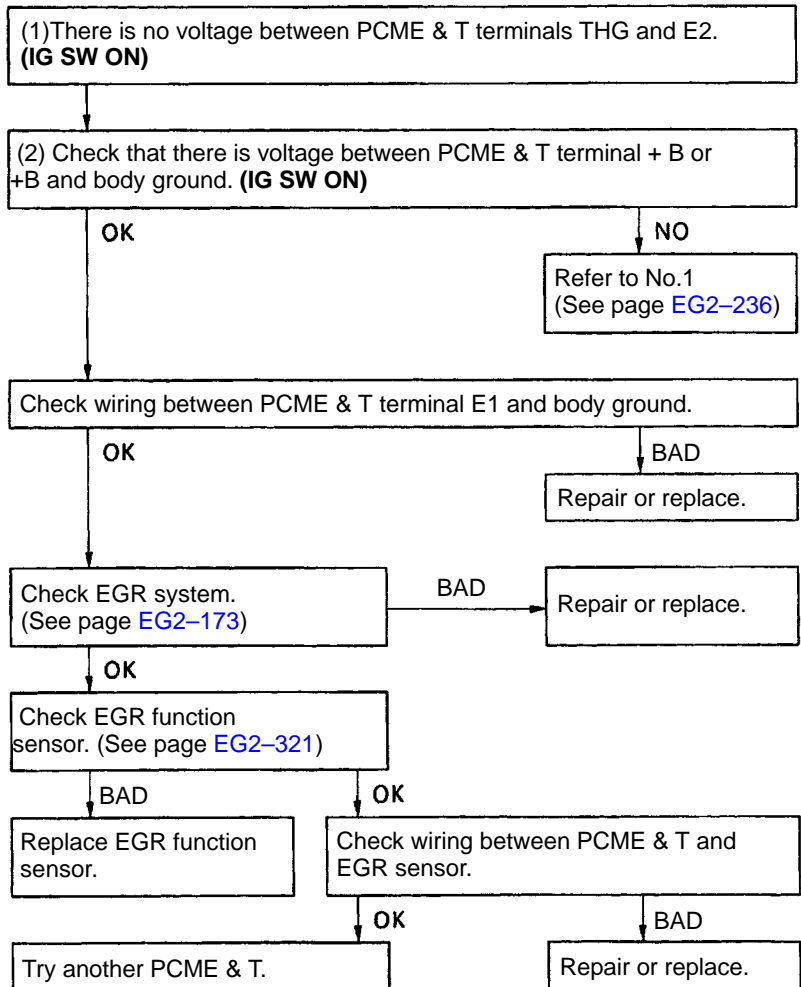 (1)There is no voltage between PCME & T terminals THG and E2.
(IG SW ON)
(2) Check that there is voltage between PCME & T terminal + B or
+B and body ground. (IG SW ON)
OK
NO
Refer to No.1
(See page EG2–236)
Check wiring between PCME & T terminal E1 and body ground.
OK
BAD
Repair or replace.
Check EGR system.
(See page EG2–173)
BAD
Repair or replace.
OK
Check EGR function
sensor. (See page EG2–321)
BAD
OK
Replace EGR function
sensor.
Check wiring between PCME & T and
EGR sensor.
OK
BAD
Try another PCME & T.
Repair or replace.